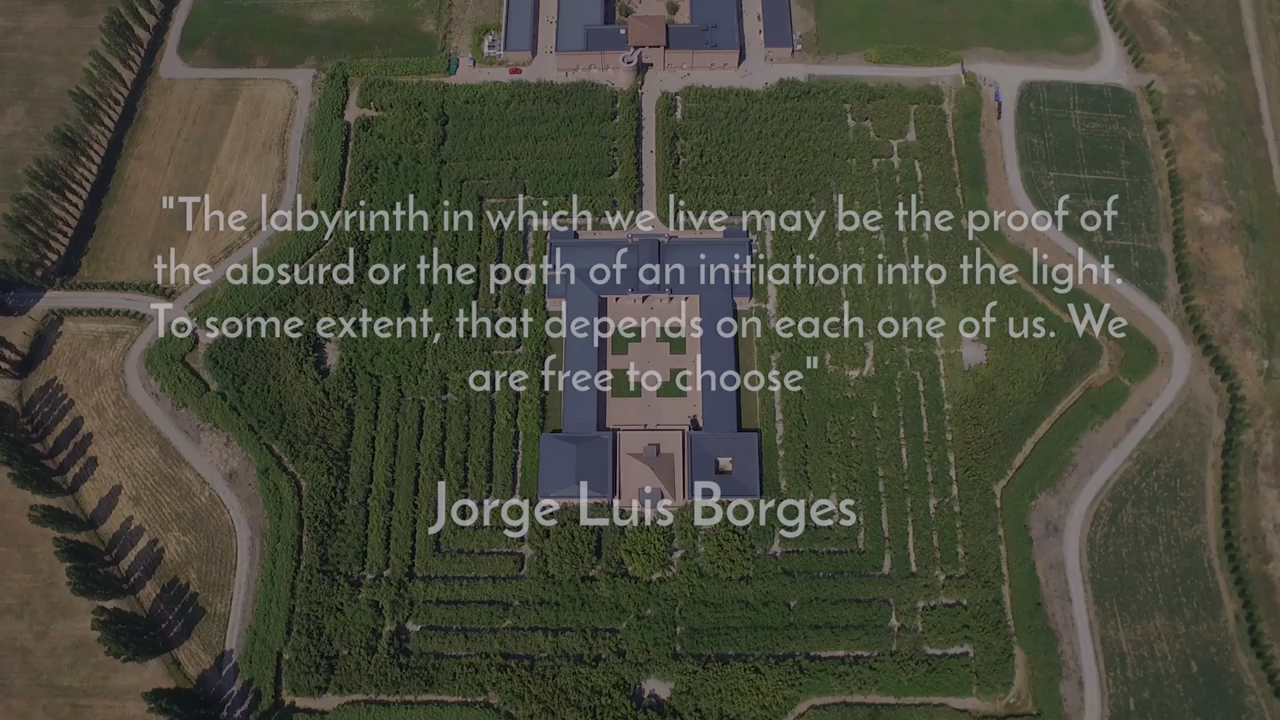 "The labyrinth in which we live may be the proof of
the absurd or the path of an initiation into the light.
To some extent, that depends on each one of us. We
are free to choose"
Jorge Luis Borges